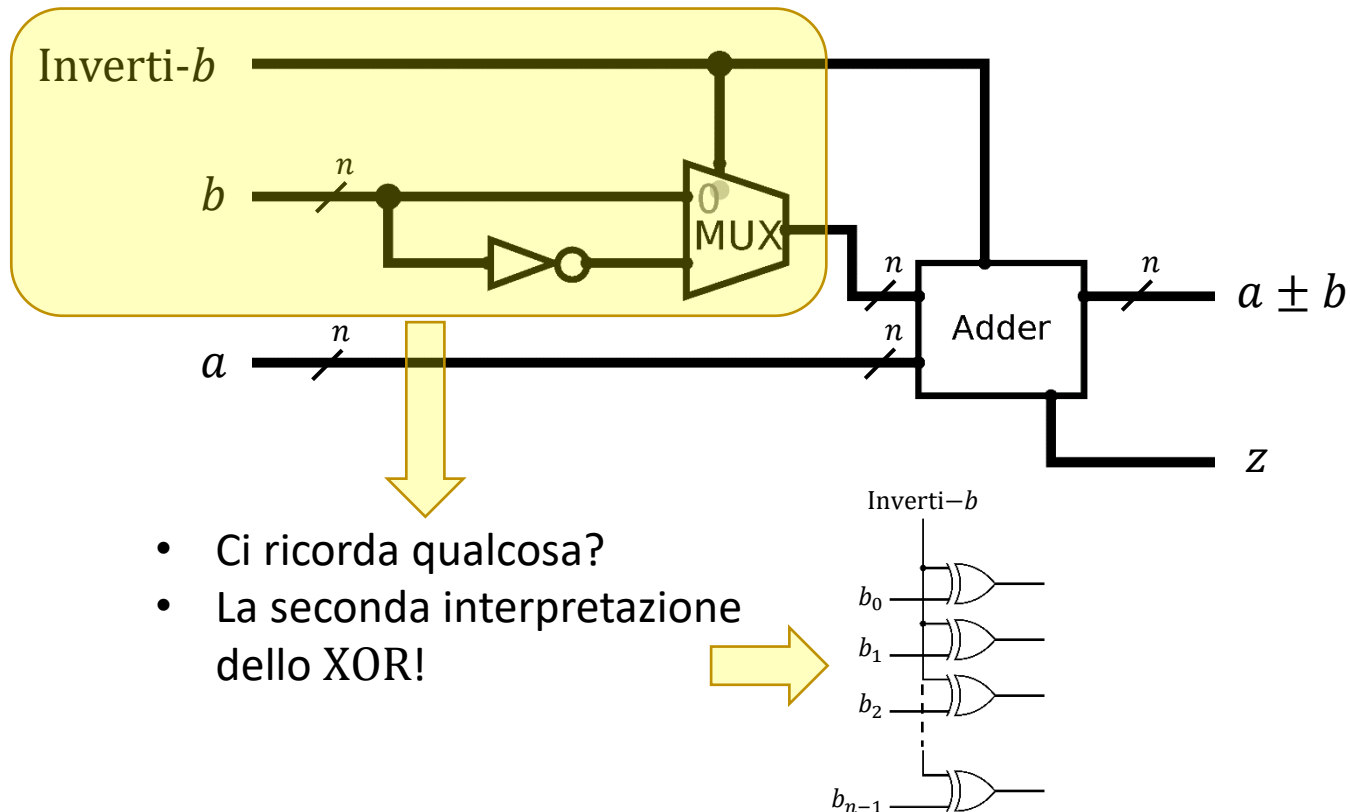 Inverti-b
n
b
0
MUX
n
n
a ± b
Adder
n
n
a
z
Inverti−b
• Ci ricorda qualcosa?
• La seconda interpretazione
dello XOR!
b₀
b₁
b₂
bₙ₋₁